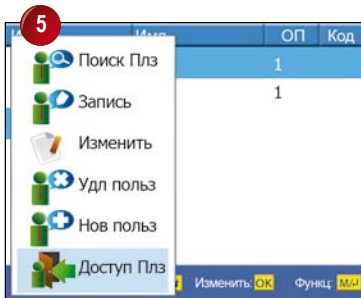 5
Имя ОП Код
Поиск Плз 1
Запись 1
Изменить
Удл польз
Нов польз
Доступ Плз
Изменить: OK Функц: М/И